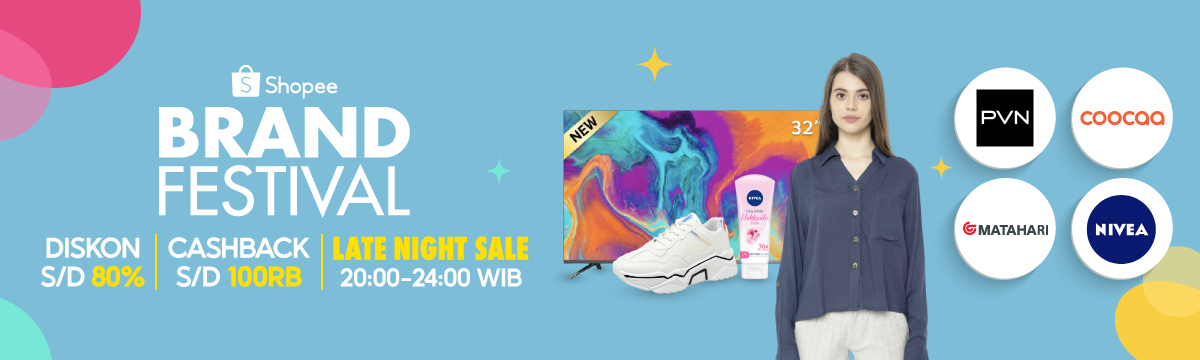 Shopee
BRAND
FESTIVAL
DISKON
S/D 80%
CASHBACK
S/D 100RB
LATE NIGHT SALE
20:00-24:00 WIB
NEW
32"
NIVEA
Hokkaido
PVN
coocaa
MATAHARI
NIVEA